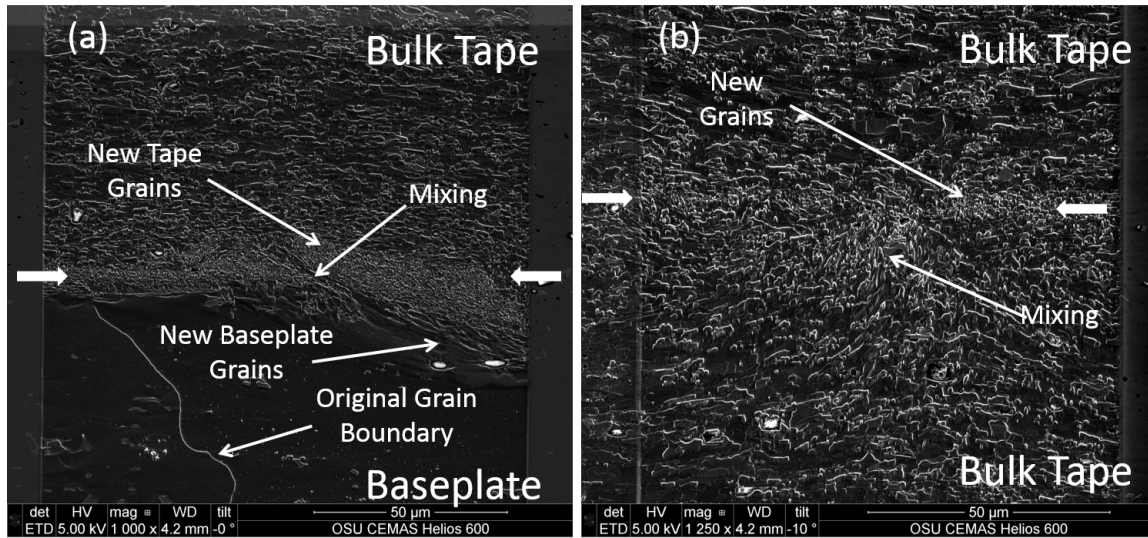 (a)
Bulk Tape
New Tape
Grains
Mixing
New Baseplate
Grains
Original Grain
Boundary
Baseplate
det HV mag ⊞ WD tilt
ETD 5.00 kV 1 000 x 4.2 mm -0 °
50 µm
OSU CEMAS Helios 600
(b)
Bulk Tape
New
Grains
Mixing
Bulk Tape
det HV mag ⊞ WD tilt
ETD 5.00 kV 1 250 x 4.2 mm -10 °
50 µm
OSU CEMAS Helios 600